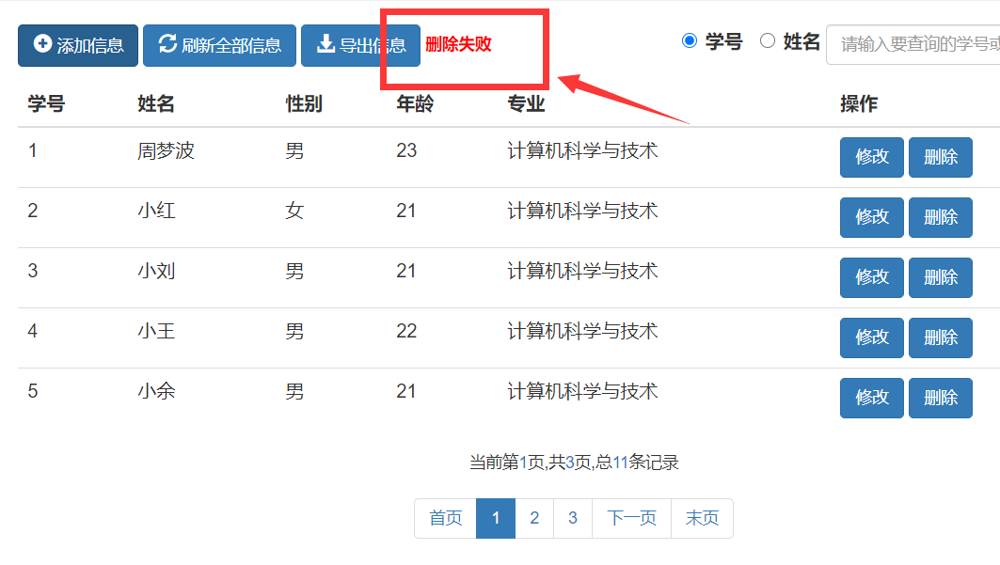 添加信息 刷新全部信息 导出信息 删除失败 学号 姓名 请输入要查询的学号或
学号 姓名 性别 年龄 专业 操作
1 周梦波 男 23 计算机科学与技术 修改 删除
2 小红 女 21 计算机科学与技术 修改 删除
3 小刘 男 21 计算机科学与技术 修改 删除
4 小王 男 22 计算机科学与技术 修改 删除
5 小余 男 21 计算机科学与技术 修改 删除
当前第1页,共3页,总11条记录
首页 1 2 3 下一页 末页